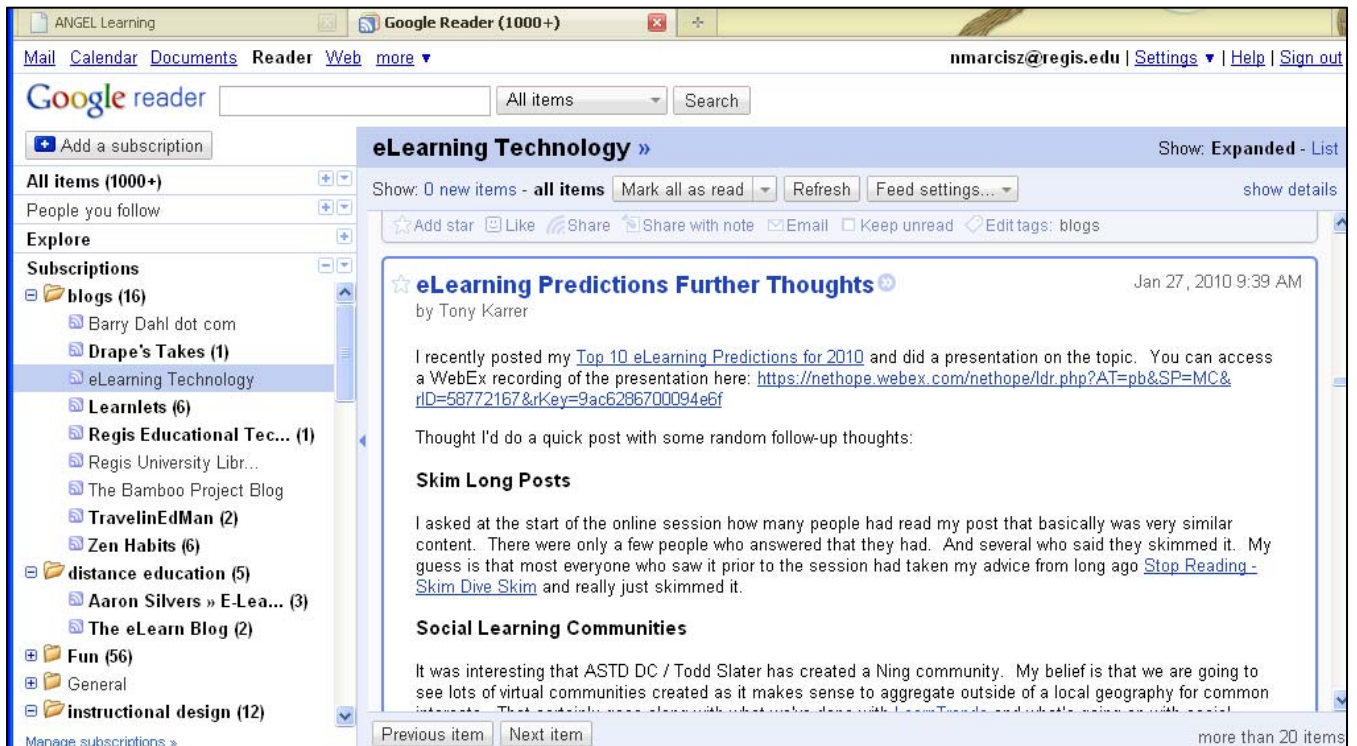 ANGEL Learning
Google Reader (1000+)
Mail Calendar Documents Reader Web more ▼
nmarcisz@regis.edu | Settings ▼ | Help | Sign out
Google reader
All items
Search
Add a subscription
All items (1000+)
People you follow
Explore
Subscriptions
blogs (16)
Barry Dahl dot com
Drape's Takes (1)
eLearning Technology
Learnlets (6)
Regis Educational Tec... (1)
Regis University Libr...
The Bamboo Project Blog
TravelinEdMan (2)
Zen Habits (6)
distance education (5)
Aaron Silvers » E-Lea... (3)
The eLearn Blog (2)
Fun (56)
General
instructional design (12)
Manage subscriptions »
eLearning Technology »
Show: Expanded - List
Show: 0 new items - all items Mark all as read Refresh Feed settings... show details
Add star Like Share Share with note Email Keep unread Edit tags: blogs
eLearning Predictions Further Thoughts
Jan 27, 2010 9:39 AM
by Tony Karrer
I recently posted my Top 10 eLearning Predictions for 2010 and did a presentation on the topic. You can access
a WebEx recording of the presentation here: https://nethope.webex.com/nethope/ldr.php?AT=pb&SP=MC&
rID=58772167&rKey=9ac6286700094e6f
Thought I'd do a quick post with some random follow-up thoughts:
Skim Long Posts
I asked at the start of the online session how many people had read my post that basically was very similar
content. There were only a few people who answered that they had. And several who said they skimmed it. My
guess is that most everyone who saw it prior to the session had taken my advice from long ago Stop Reading -
Skim Dive Skim and really just skimmed it.
Social Learning Communities
It was interesting that ASTD DC / Todd Slater has created a Ning community. My belief is that we are going to
see lots of virtual communities created as it makes sense to aggregate outside of a local geography for common
Previous item Next item
more than 20 items